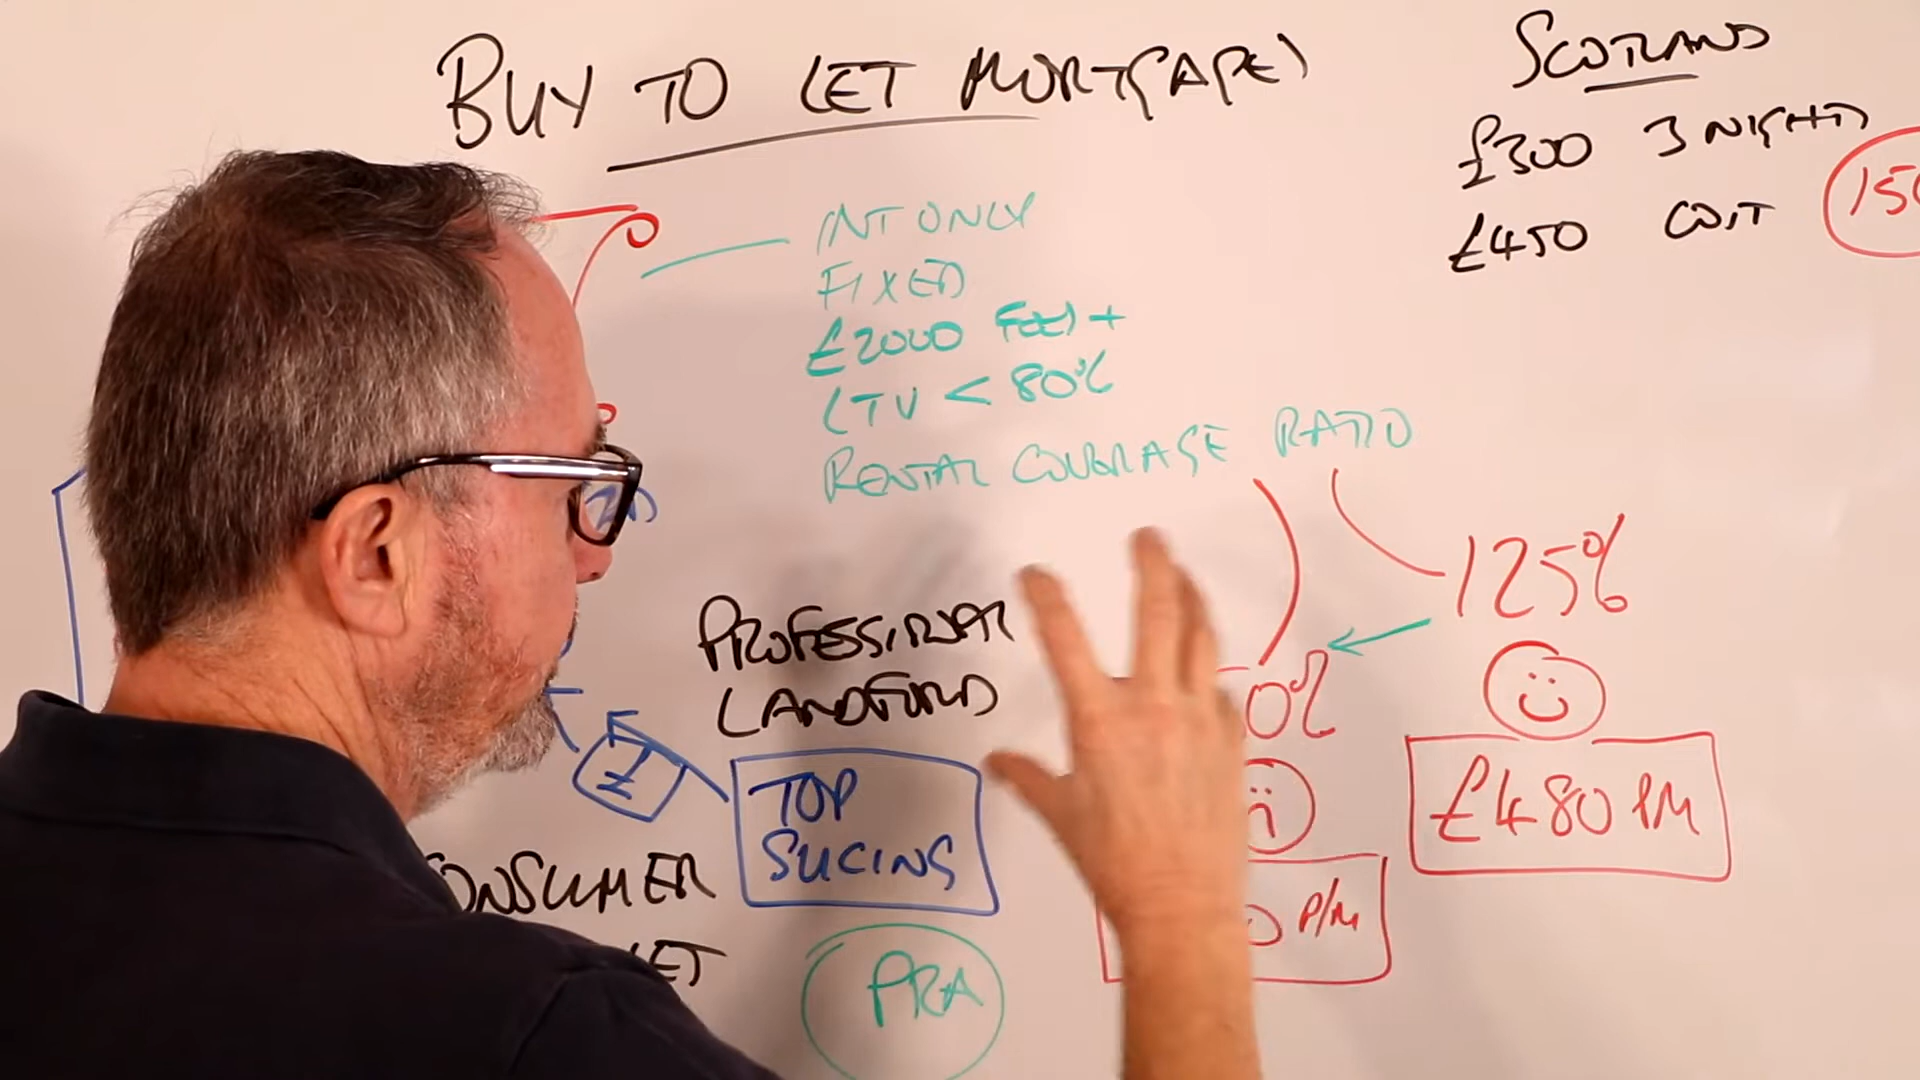 BUY TO LET MORTGAGES
SCOTLAND
£300 3 NIGHTS
£450 COST
INT ONLY
FIXED
£2000 FEES +
LTV < 80%
RENTAL COVERAGE RATIO
125%
PROFESSIONAL
LANDLORD
0%
£480 PM
£
TOP
SLICING
P/M
CONSUMER
PRA